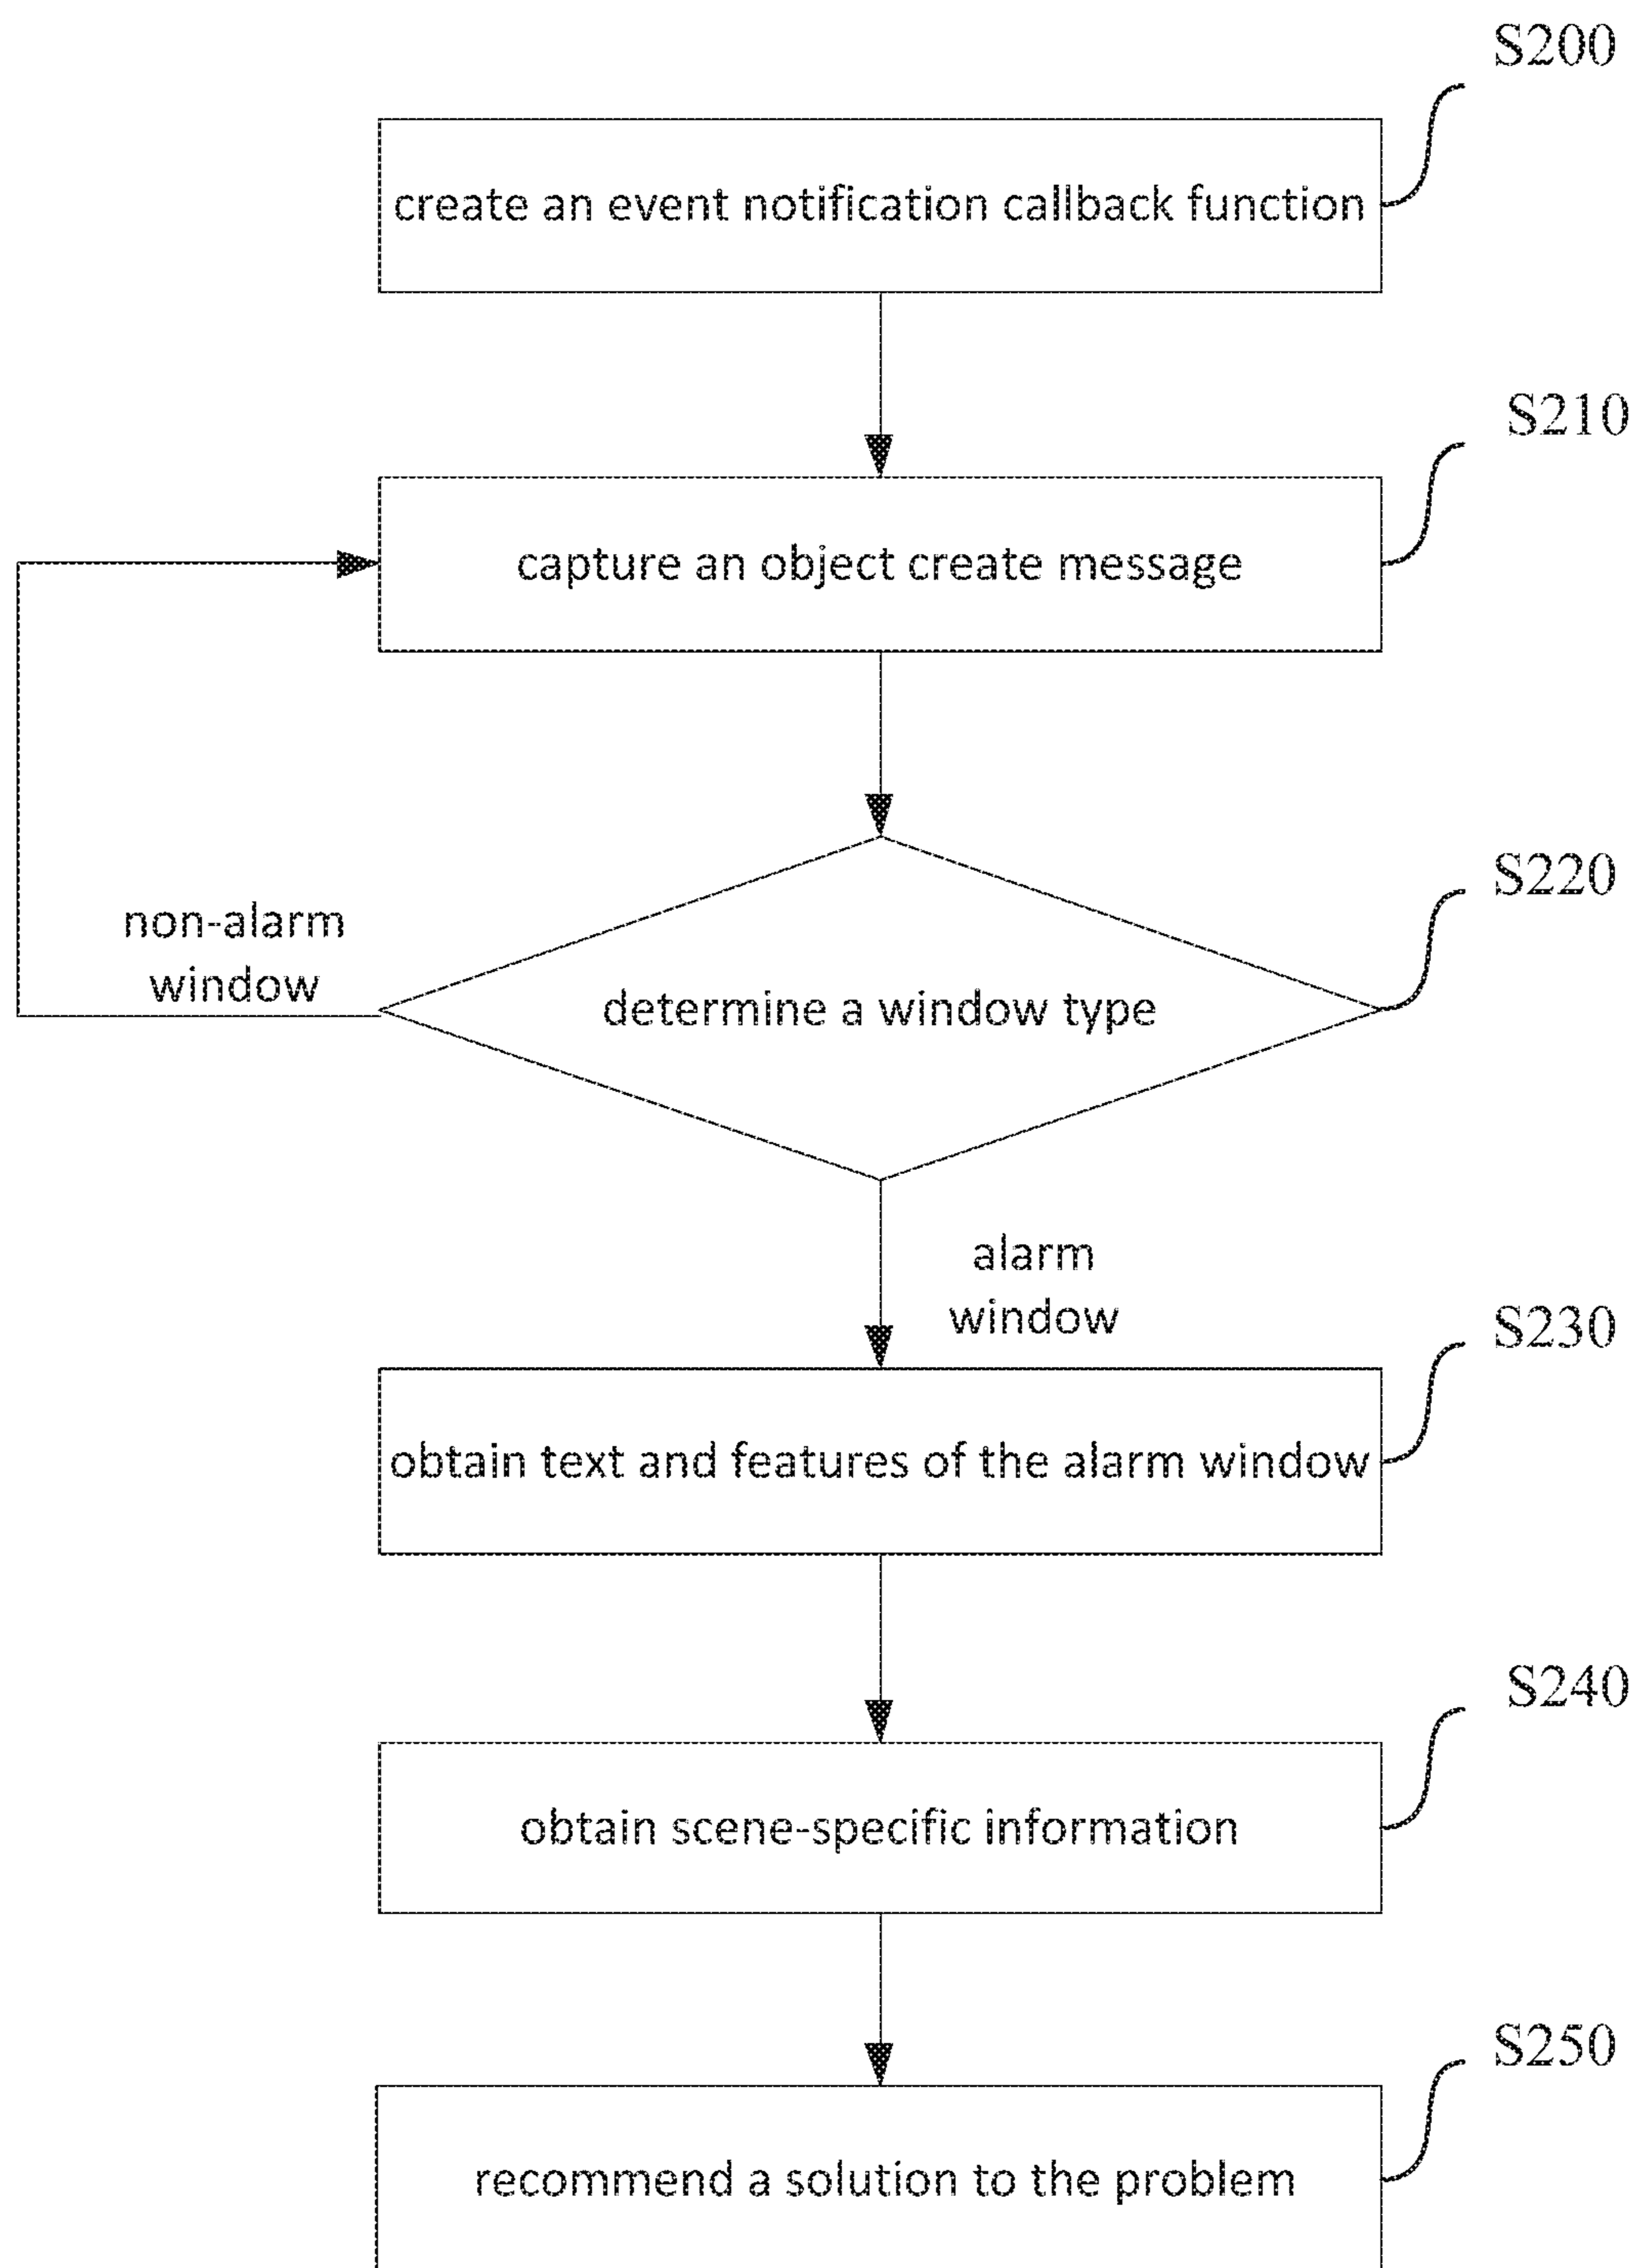 S200
create an event notification callback function
S210
capture an object create message
S220
non-alarm
window
determine a window type
alarm
window
S230
obtain text and features of the alarm window
S240
obtain scene-specific information
S250
recommend a solution to the problem